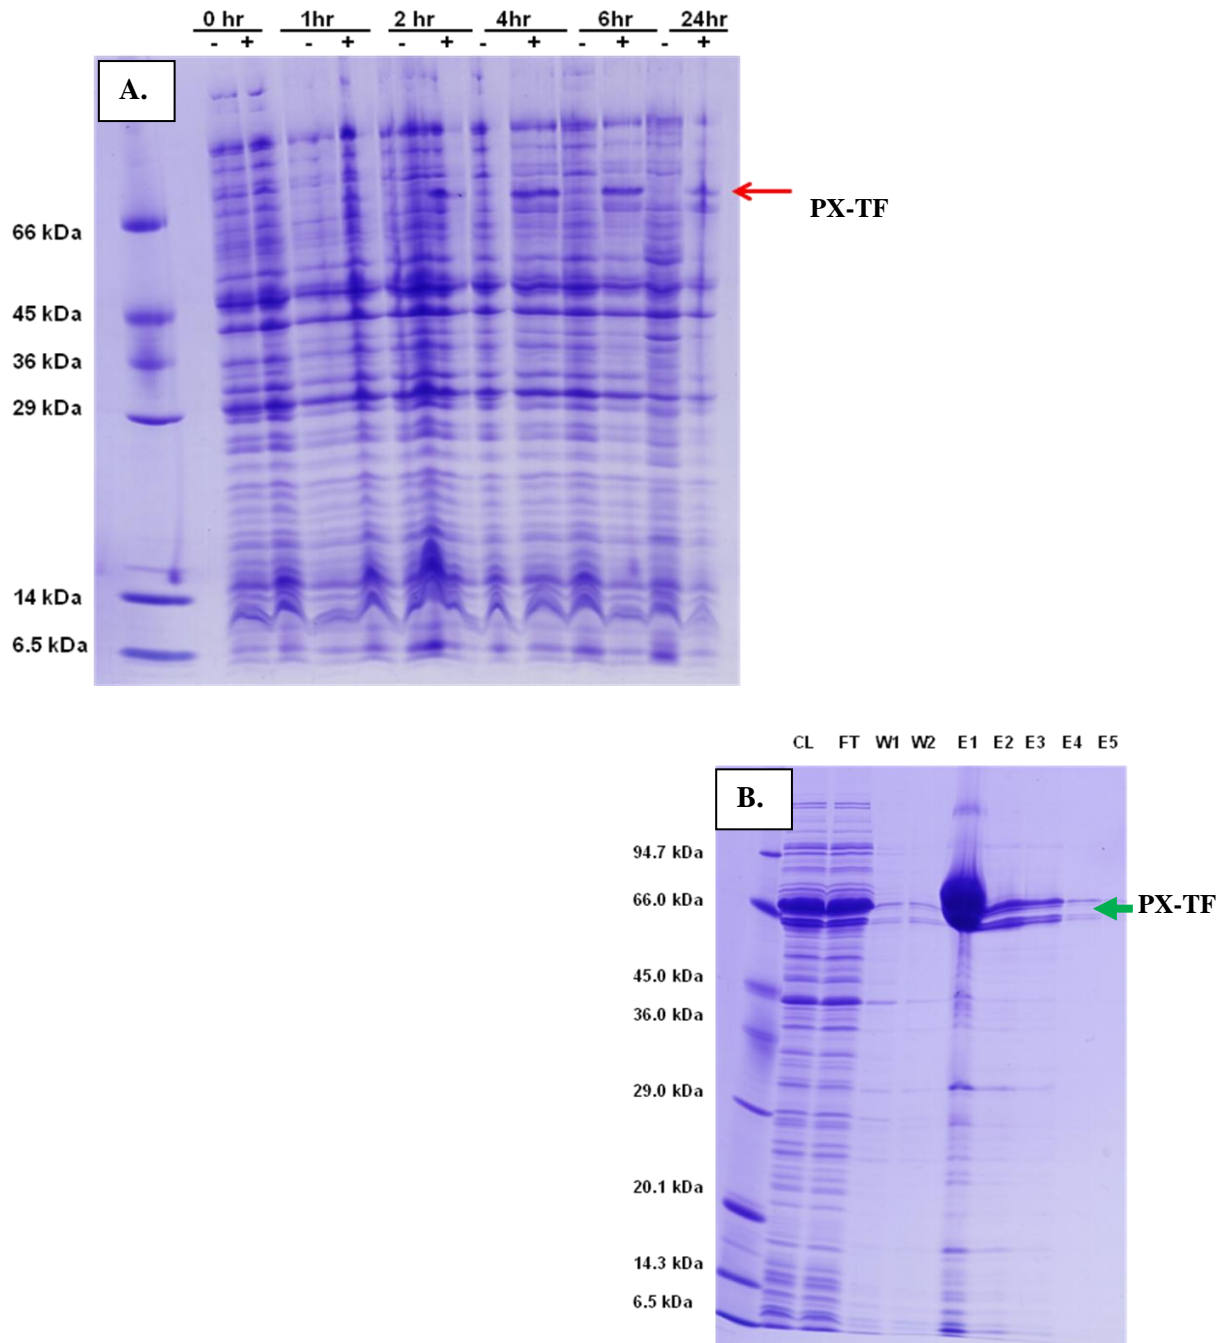 0 hr 1hr 2 hr 4hr 6hr 24hr
- + - + - + - + - + - +
A.
PX-TF
66 kDa
45 kDa
36 kDa
29 kDa
14 kDa
6.5 kDa
CL FT W1 W2 E1 E2 E3 E4 E5
B.
94.7 kDa
66.0 kDa
PX-TF
45.0 kDa
36.0 kDa
29.0 kDa
20.1 kDa
14.3 kDa
6.5 kDa